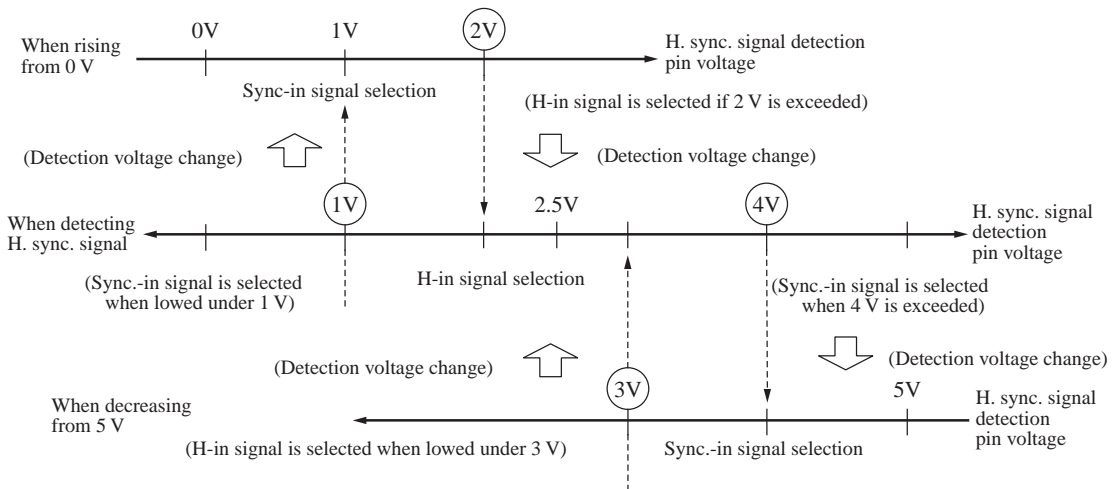 0V
1V
2V
When rising
from 0 V
H. sync. signal detection
pin voltage
Sync-in signal selection
(H-in signal is selected if 2 V is exceeded)
(Detection voltage change)
(Detection voltage change)
1V
2.5V
4V
When detecting
H. sync. signal
H. sync. signal
detection
pin voltage
(Sync.-in signal is selected
when lowed under 1 V)
H-in signal selection
(Sync.-in signal is selected
when 4 V is exceeded)
(Detection voltage change)
(Detection voltage change)
3V
5V
When decreasing
from 5 V
H. sync. signal
detection
pin voltage
(H-in signal is selected when lowed under 3 V)
Sync.-in signal selection